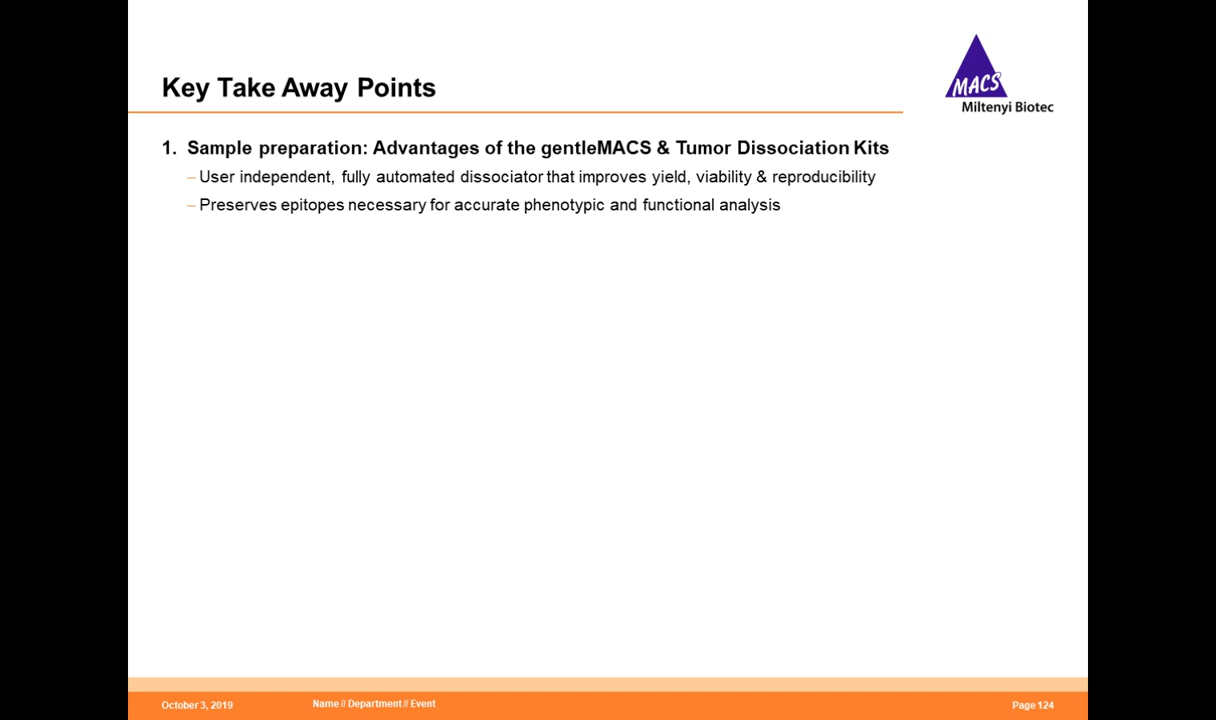 Key Take Away Points
MACS
Miltenyi Biotec
1. Sample preparation: Advantages of the gentleMACS & Tumor Dissociation Kits
– User independent, fully automated dissociator that improves yield, viability & reproducibility
– Preserves epitopes necessary for accurate phenotypic and functional analysis
October 3, 2019
Name // Department // Event
Page 124